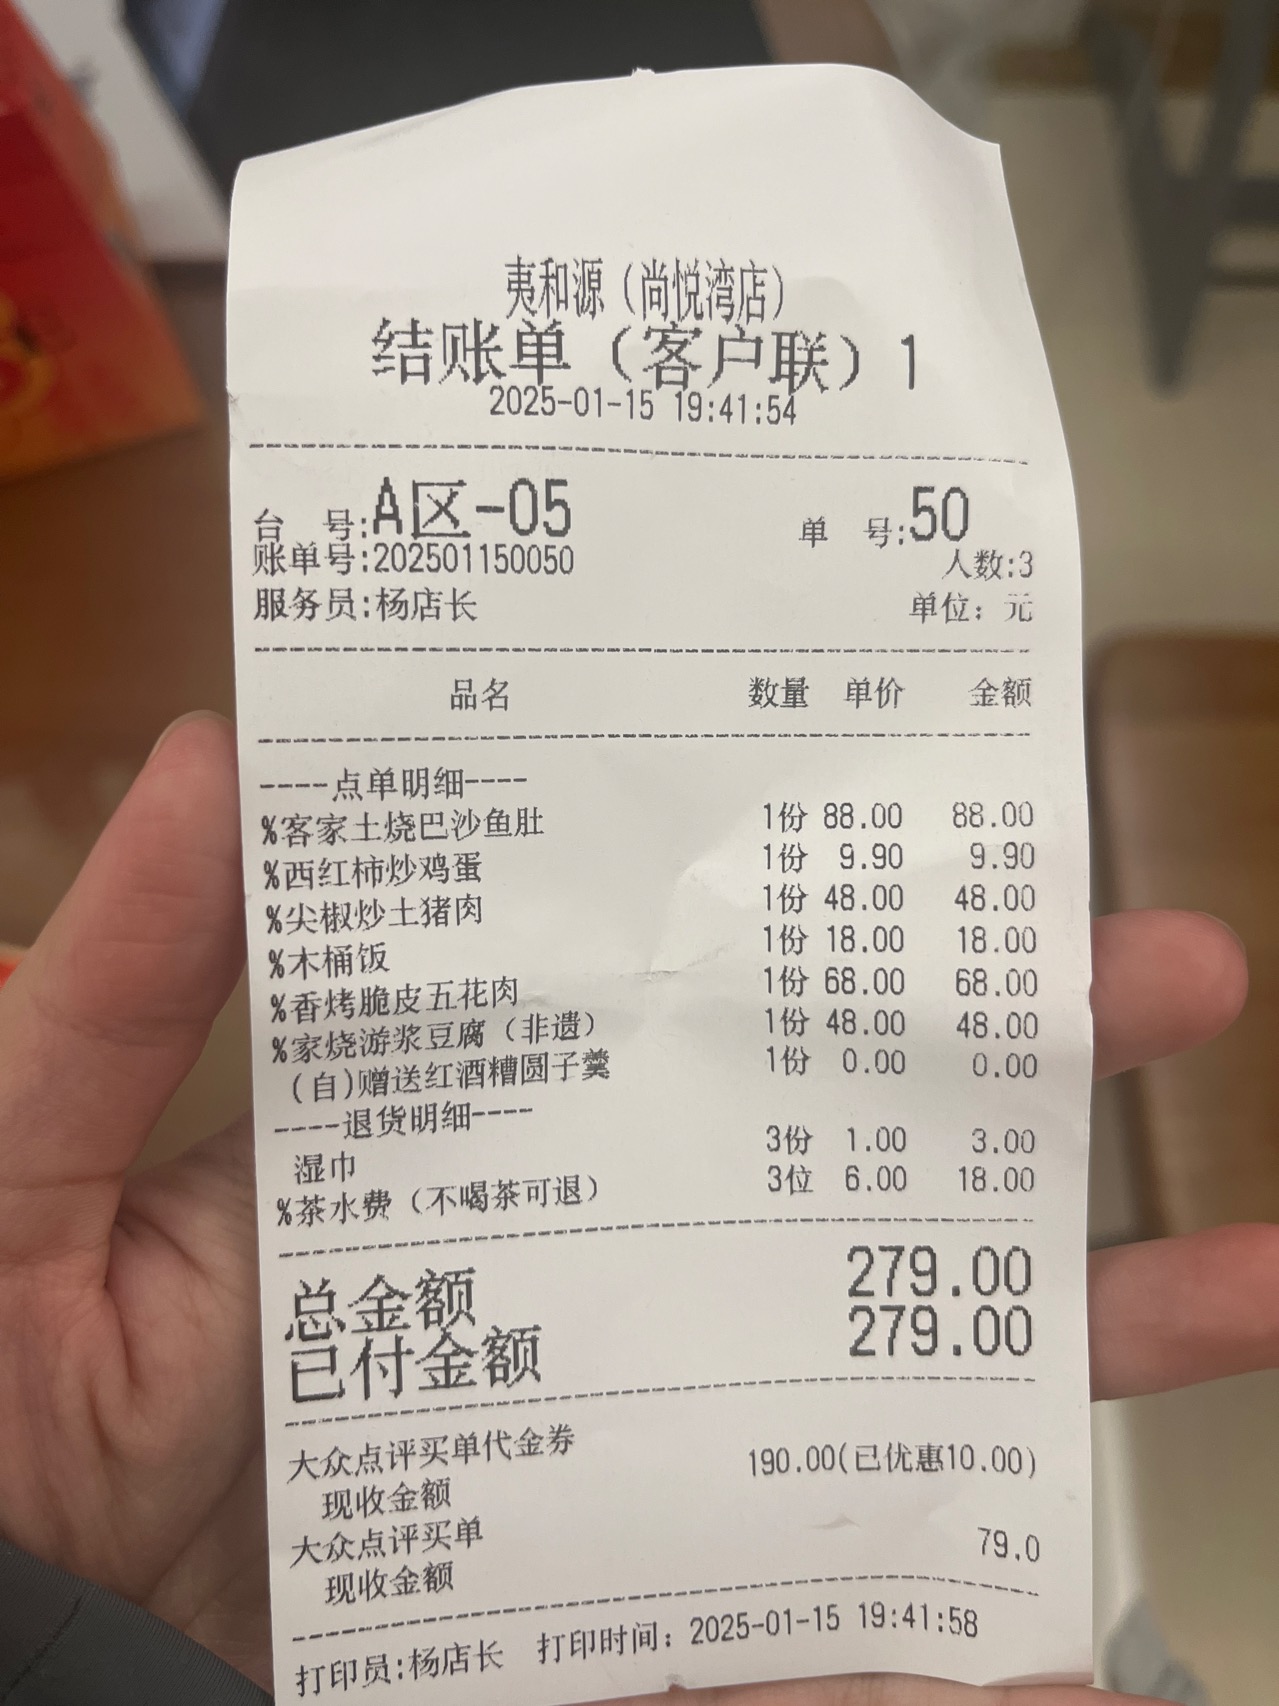 夷和源（尚悦湾店）
结账单（客户联）1
2025-01-15 19:41:54
台 号:A区-05 单 号:50
账单号:202501150050 人数:3
服务员:杨店长 单位: 元
品名 数量 单价 金额
----点单明细----
%客家土烧巴沙鱼肚 1份 88.00 88.00
%西红柿炒鸡蛋 1份 9.90 9.90
%尖椒炒土猪肉 1份 48.00 48.00
%木桶饭 1份 18.00 18.00
%香烤脆皮五花肉 1份 68.00 68.00
%家烧游浆豆腐（非遗） 1份 48.00 48.00
(自)赠送红酒糟圆子羹 1份 0.00 0.00
----退货明细----
湿巾 3份 1.00 3.00
%茶水费（不喝茶可退） 3位 6.00 18.00
总金额 279.00
已付金额 279.00
大众点评买单代金券
现收金额 190.00(已优惠10.00)
大众点评买单
现收金额 79.0
打印员:杨店长 打印时间: 2025-01-15 19:41:58